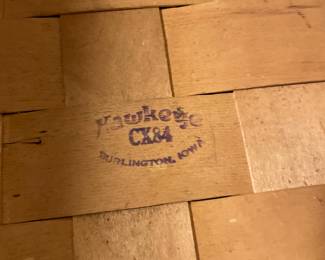 Hawkeye
CX84
BURLINGTON, IOWA